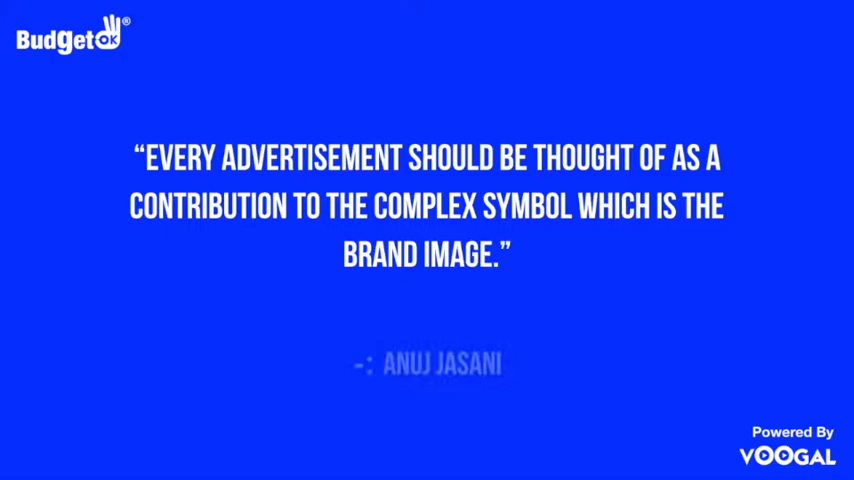 BudgetOK®
“EVERY ADVERTISEMENT SHOULD BE THOUGHT OF AS A
CONTRIBUTION TO THE COMPLEX SYMBOL WHICH IS THE
BRAND IMAGE.”
-: ANUJ JASANI
Powered By
VOOGAL